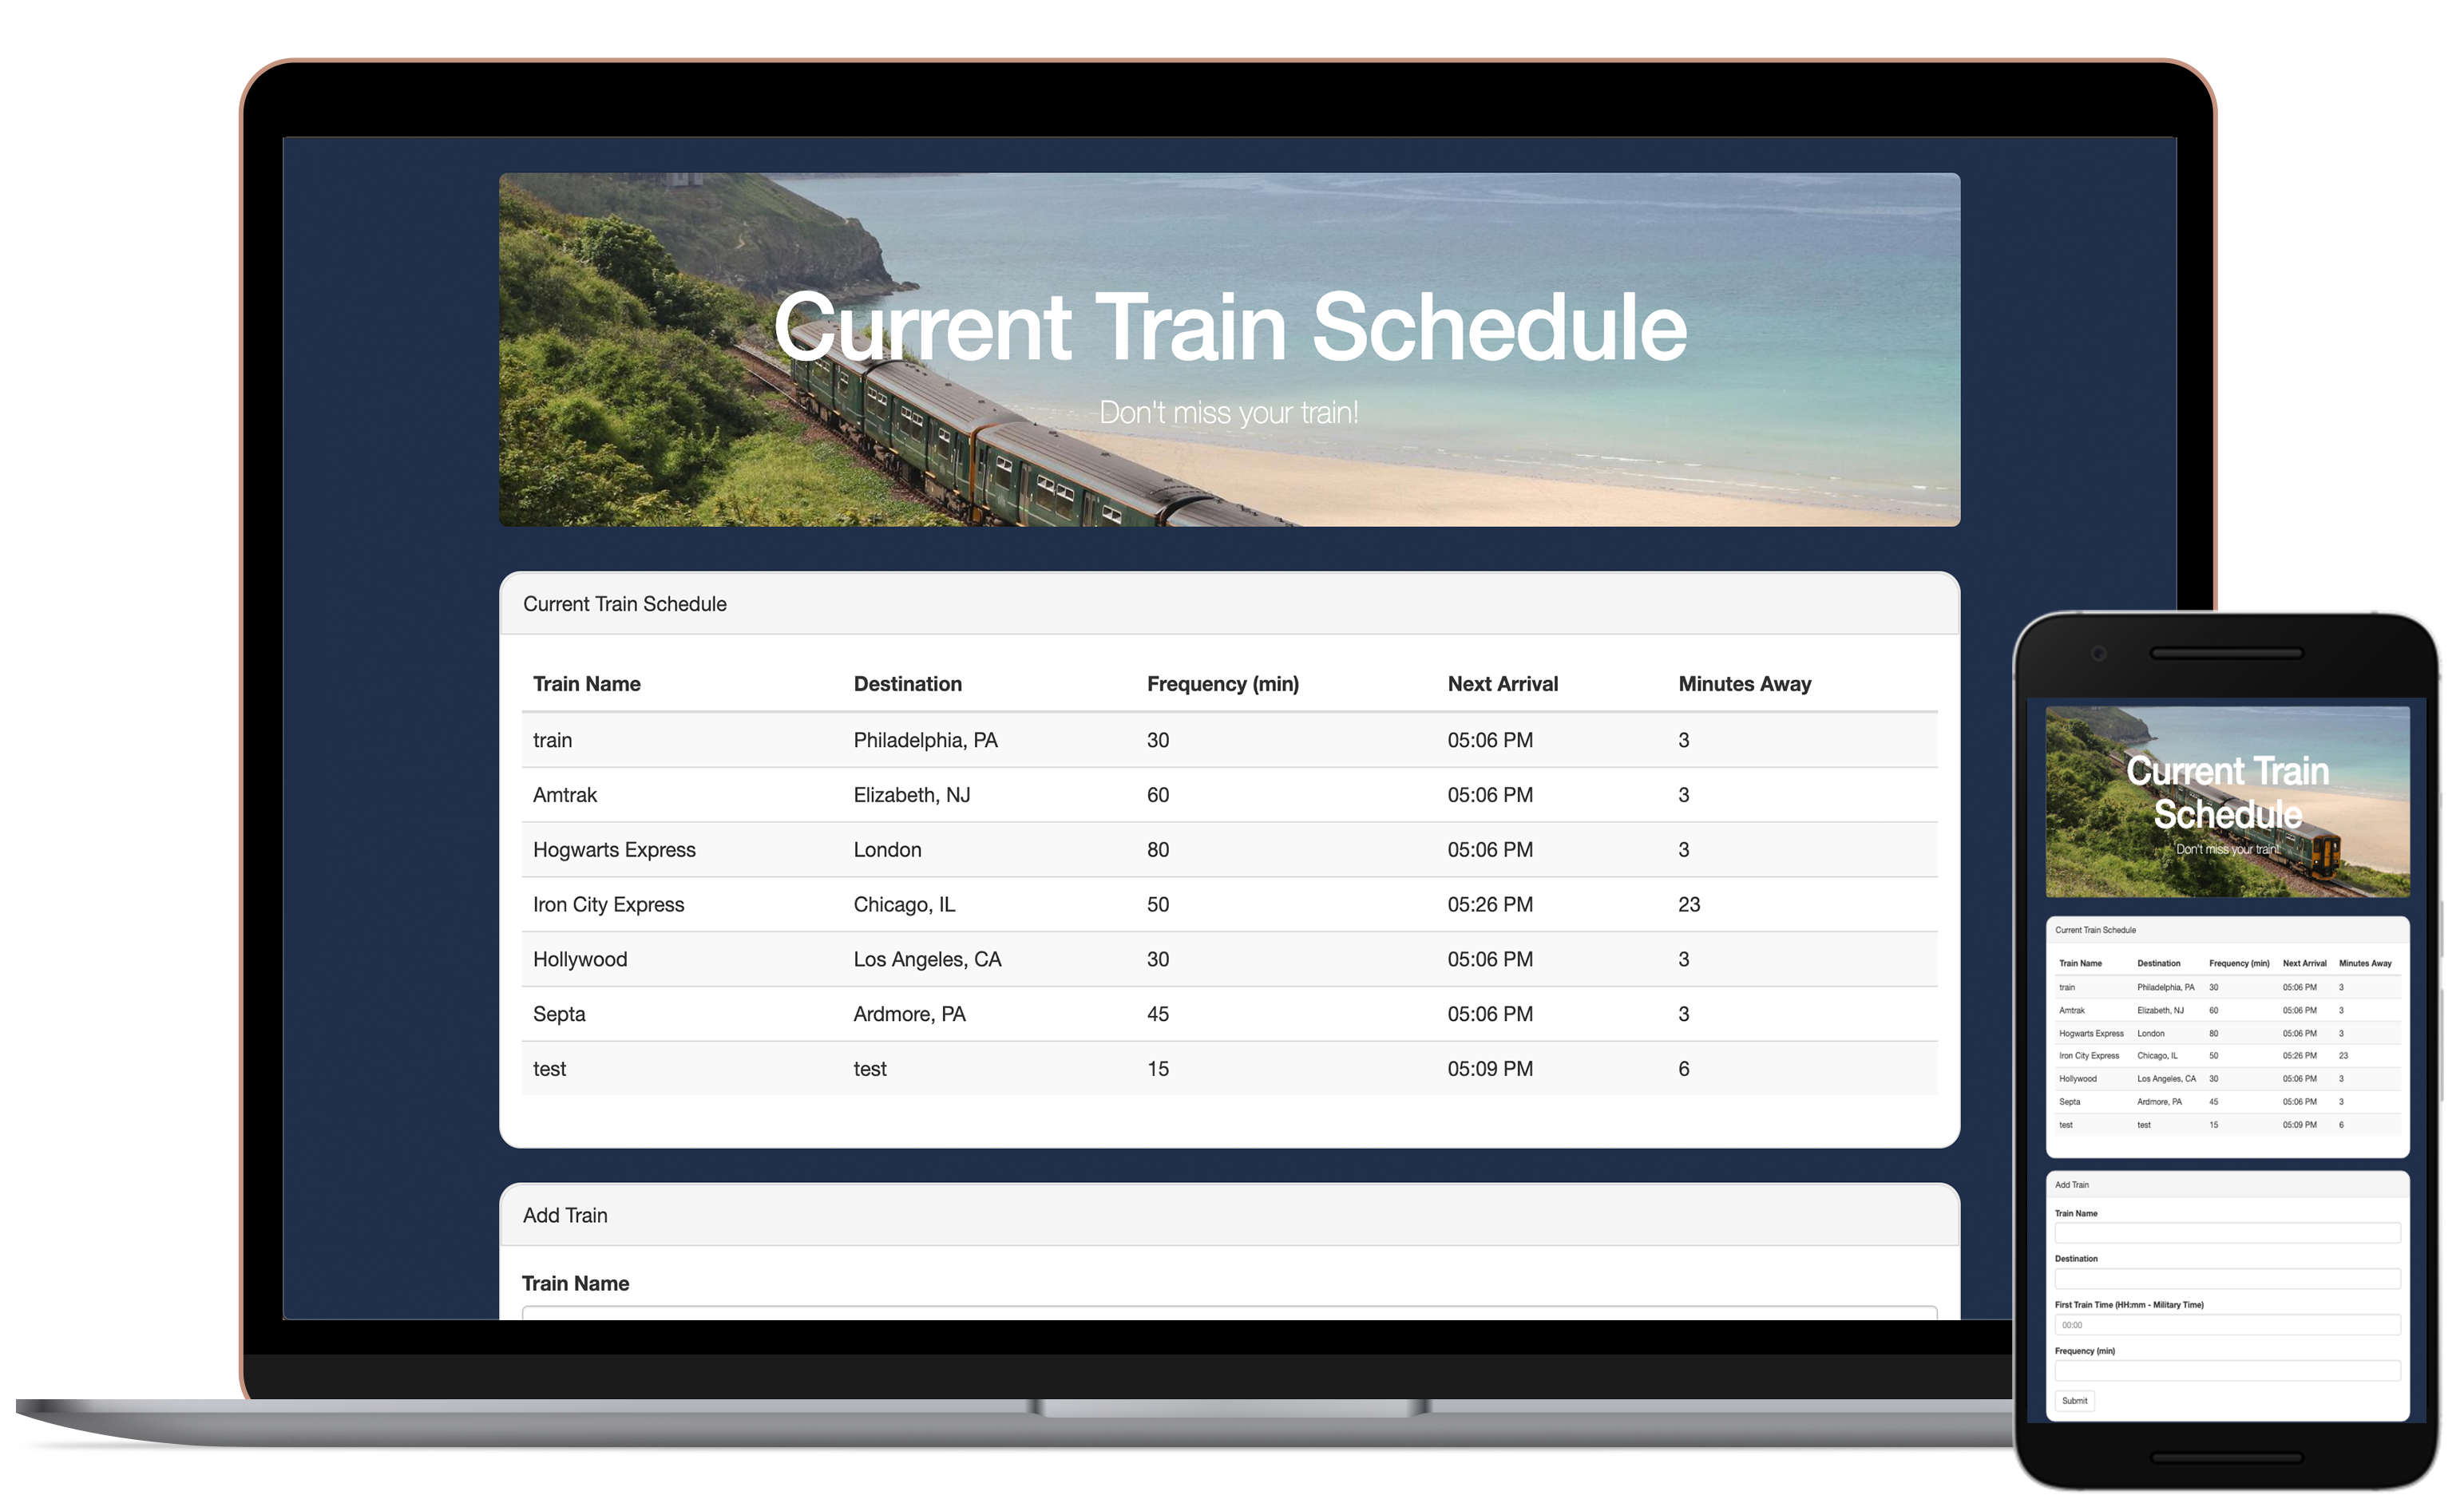 Current Train Schedule
Don't miss your train!
Current Train Schedule
Train Name Destination Frequency (min) Next Arrival Minutes Away
train Philadelphia, PA 30 05:06 PM 3
Amtrak Elizabeth, NJ 60 05:06 PM 3
Hogwarts Express London 80 05:06 PM 3
Iron City Express Chicago, IL 50 05:26 PM 23
Hollywood Los Angeles, CA 30 05:06 PM 3
Septa Ardmore, PA 45 05:06 PM 3
test test 15 05:09 PM 6
Add Train
Train Name
Current Train
Schedule
Don't miss your train!
Current Train Schedule
Train Name Destination Frequency (min) Next Arrival Minutes Away
train Philadelphia, PA 30 05:06 PM 3
Amtrak Elizabeth, NJ 60 05:06 PM 3
Hogwarts Express London 80 05:06 PM 3
Iron City Express Chicago, IL 50 05:26 PM 23
Hollywood Los Angeles, CA 30 05:06 PM 3
Septa Ardmore, PA 45 05:06 PM 3
test test 15 05:09 PM 6
Add Train
Train Name
Destination
First Train Time (HH:mm - Military Time)
00:00
Frequency (min)
Submit